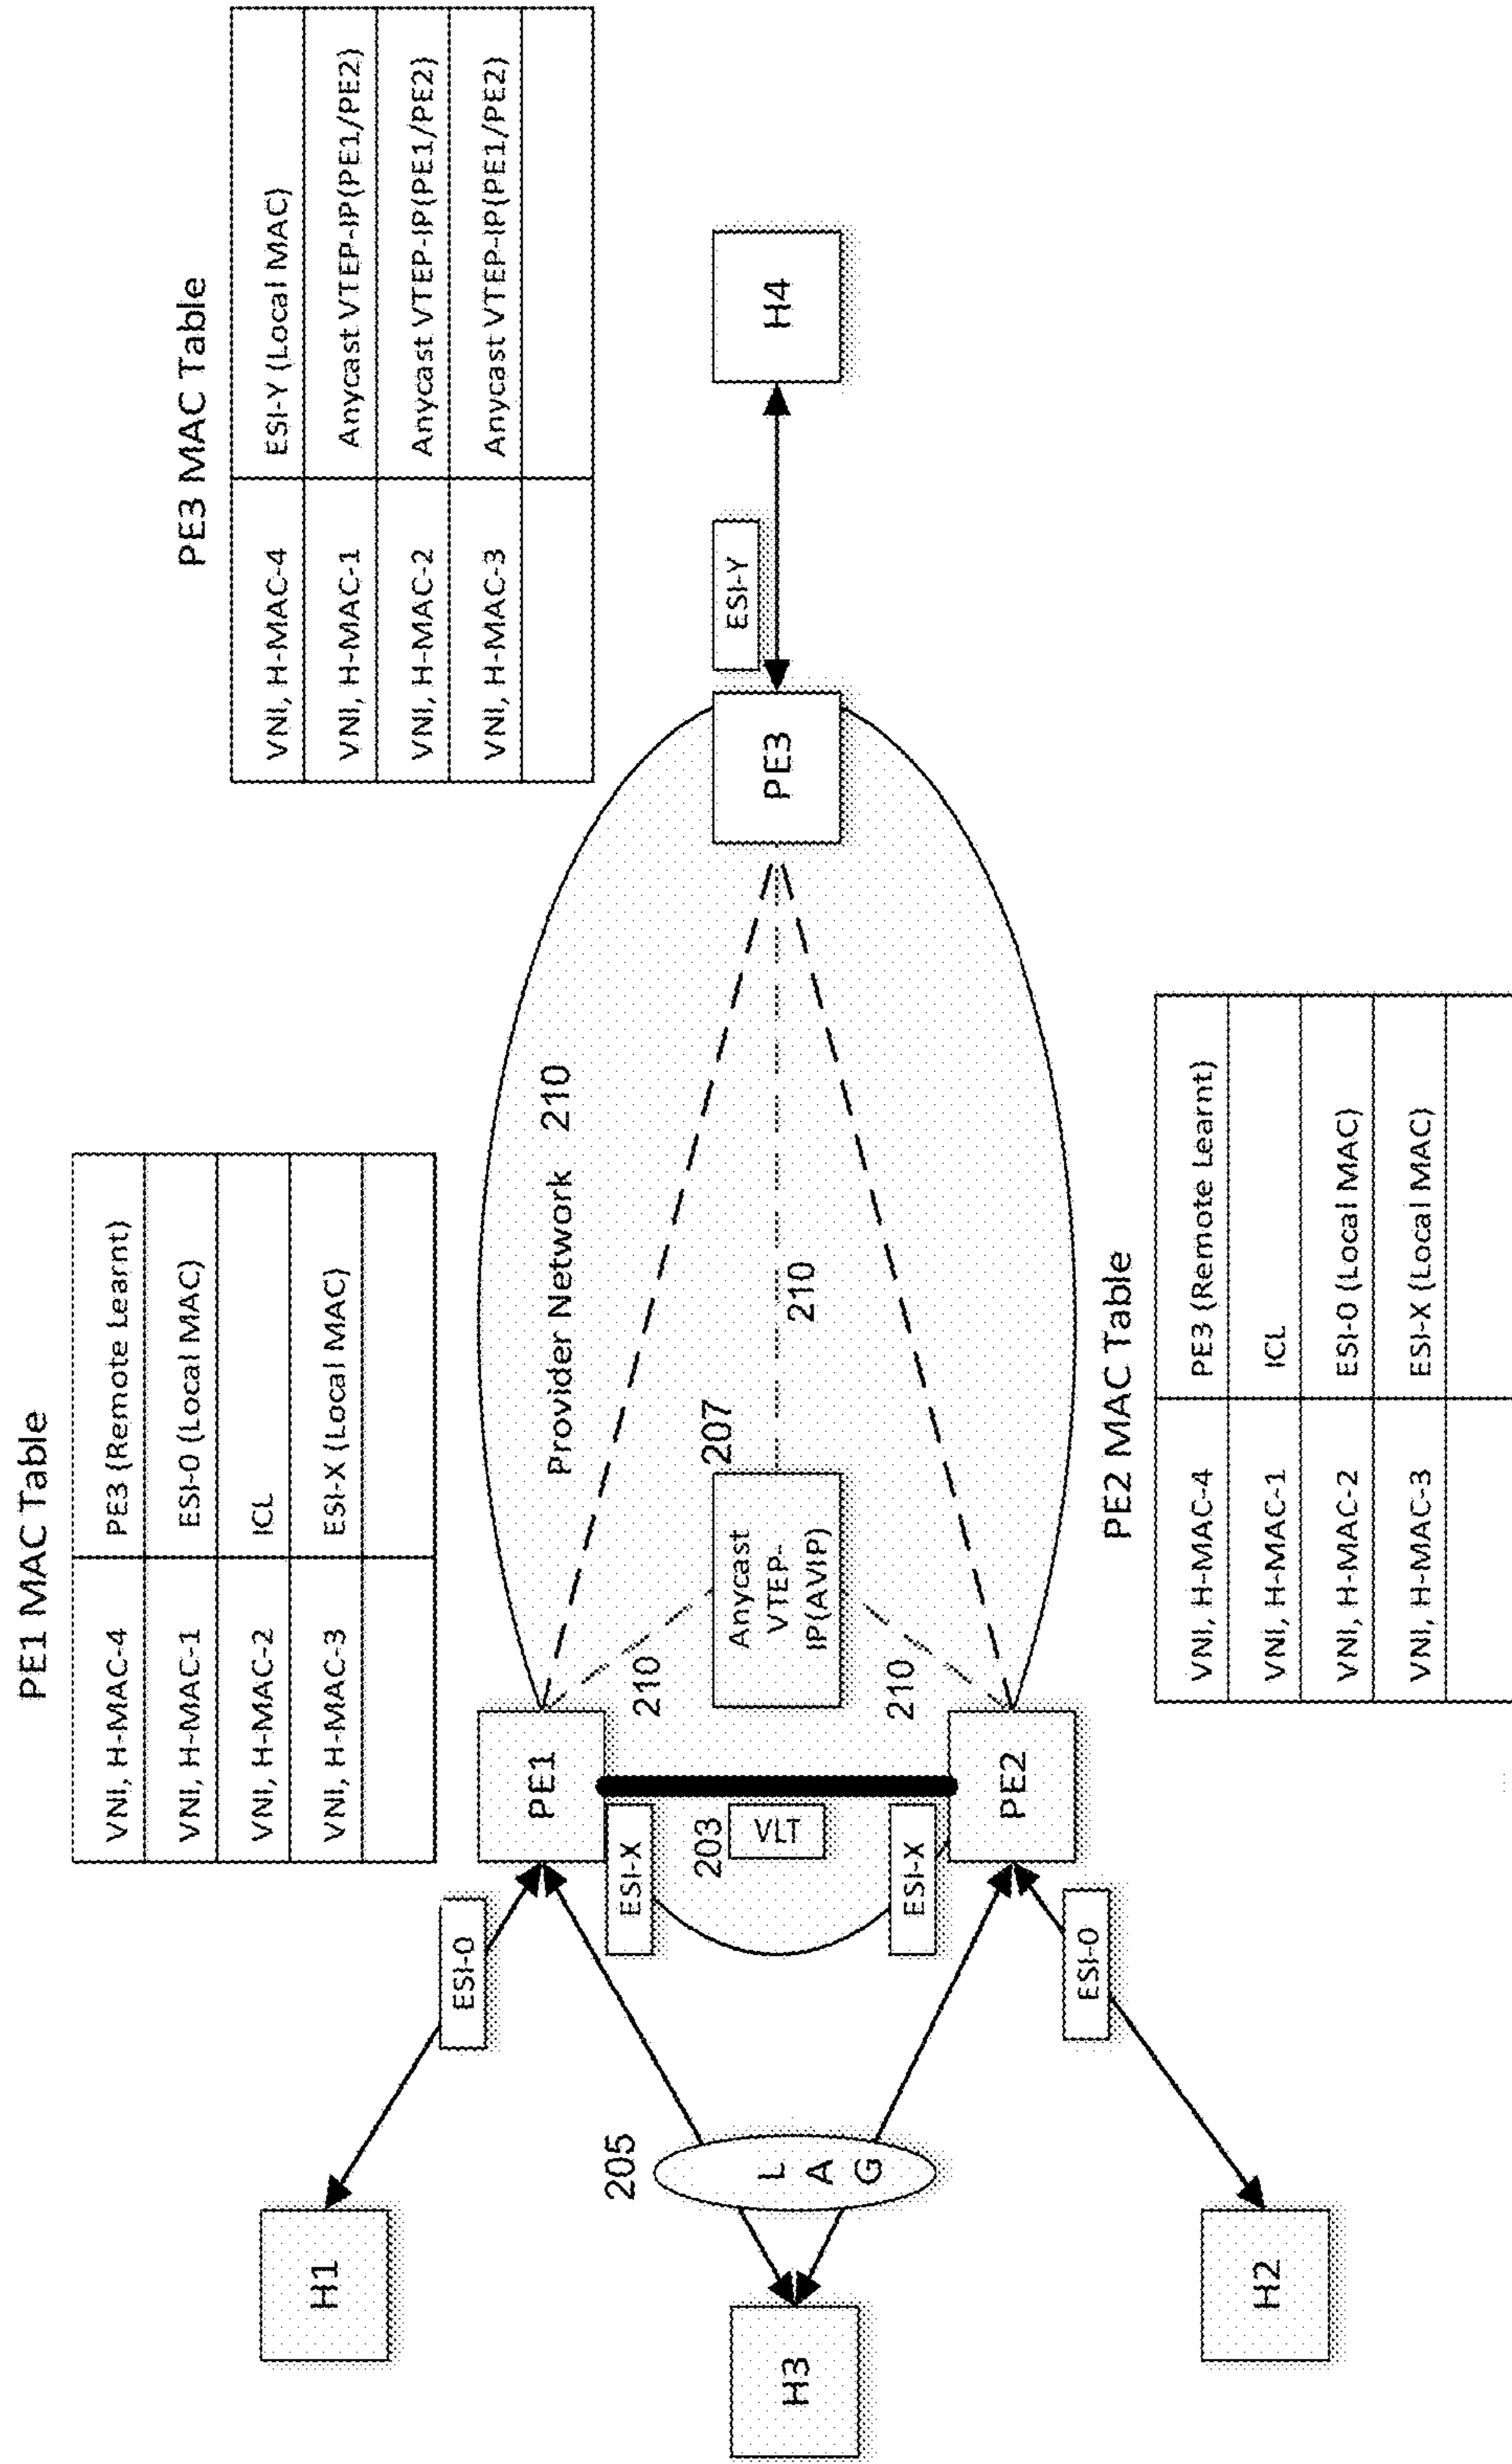 PE1 MAC Table
VNI, H-MAC-4 PE3 (Remote Learnt)
VNI, H-MAC-1 ESI-0 (Local MAC)
VNI, H-MAC-2 ICL
VNI, H-MAC-3 ESI-X (Local MAC)
PE3 MAC Table
VNI, H-MAC-4 ESI-Y (Local MAC)
VNI, H-MAC-1 Anycast VTEP-IP(PE1/PE2)
VNI, H-MAC-2 Anycast VTEP-IP(PE1/PE2)
VNI, H-MAC-3 Anycast VTEP-IP(PE1/PE2)
H1
ESI-0
PE1
Provider Network 210
205
L
A
G
H3
ESI-X
203
VLT
ESI-X
210
207
Anycast
VTEP-
IP(AVIP)
210
210
PE3
ESI-Y
H4
H2
ESI-0
PE2
PE2 MAC Table
VNI, H-MAC-4 PE3 (Remote Learnt)
VNI, H-MAC-1 ICL
VNI, H-MAC-2 ESI-0 (Local MAC)
VNI, H-MAC-3 ESI-X (Local MAC)